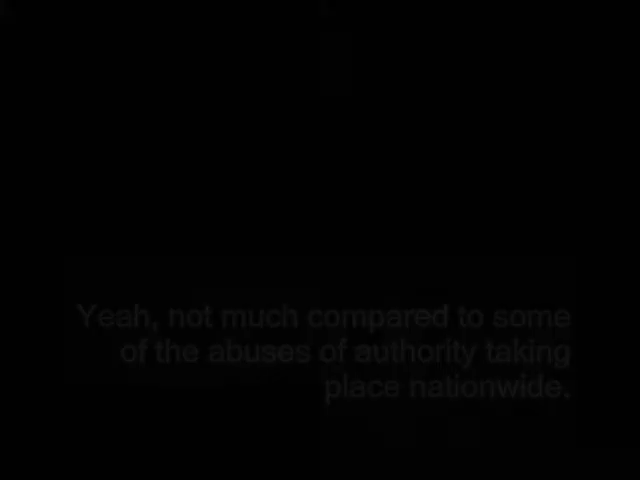 Yeah, not much compared to some
of the abuses of authority taking
place nationwide.